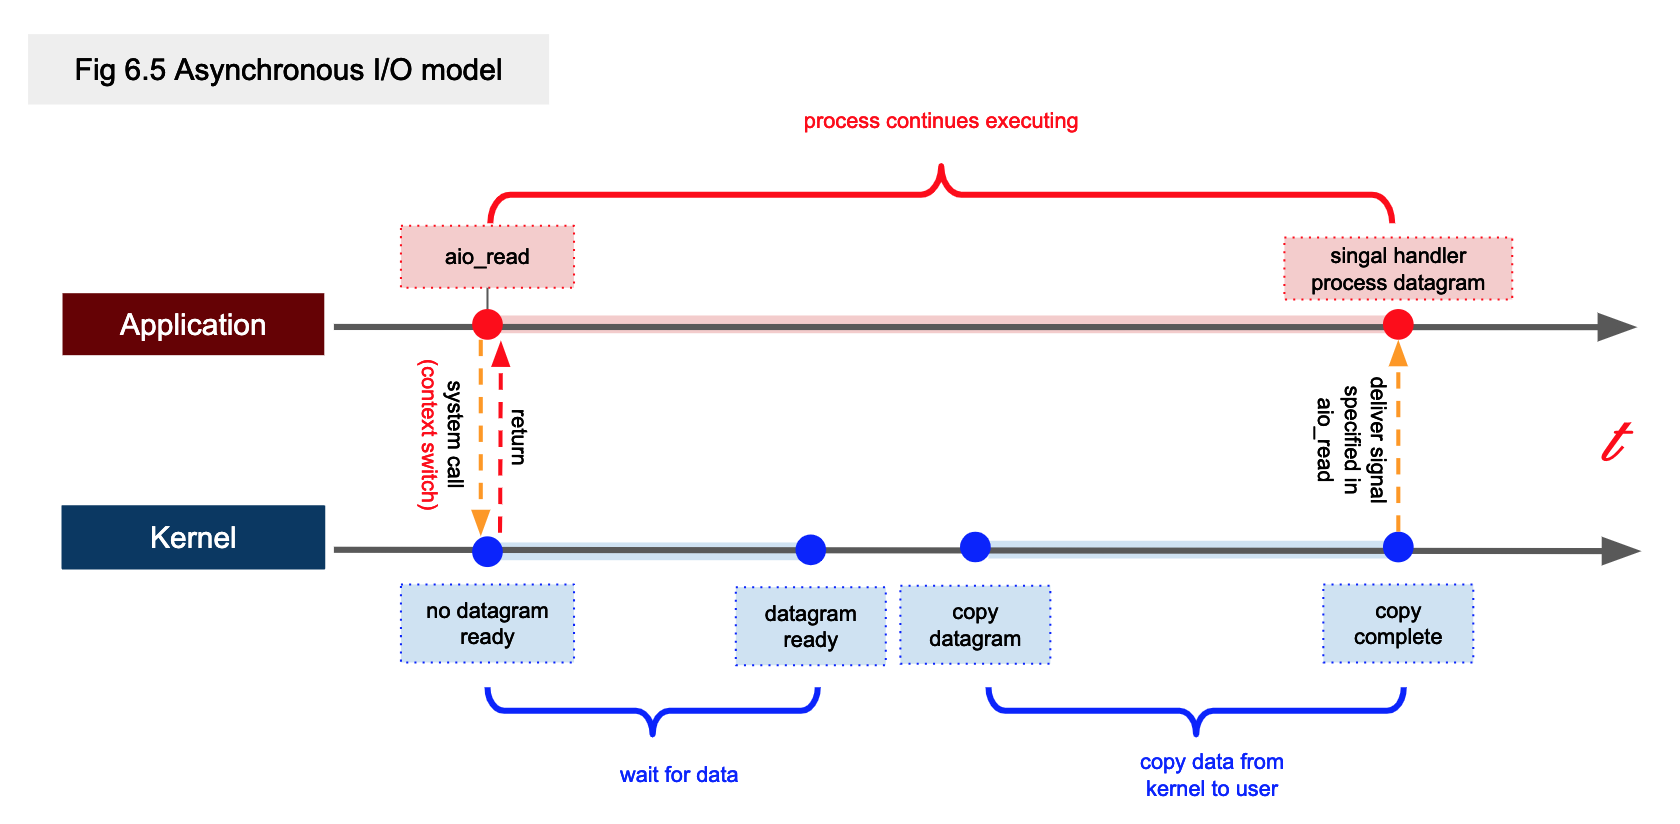 Fig 6.5 Asynchronous I/O model
process continues executing
aio_read
singal handler
process datagram
Application
system call
(context switch)
return
deliver signal
specified in
aio_read
t
Kernel
no datagram
ready
datagram
ready
copy
datagram
copy
complete
wait for data
copy data from
kernel to user